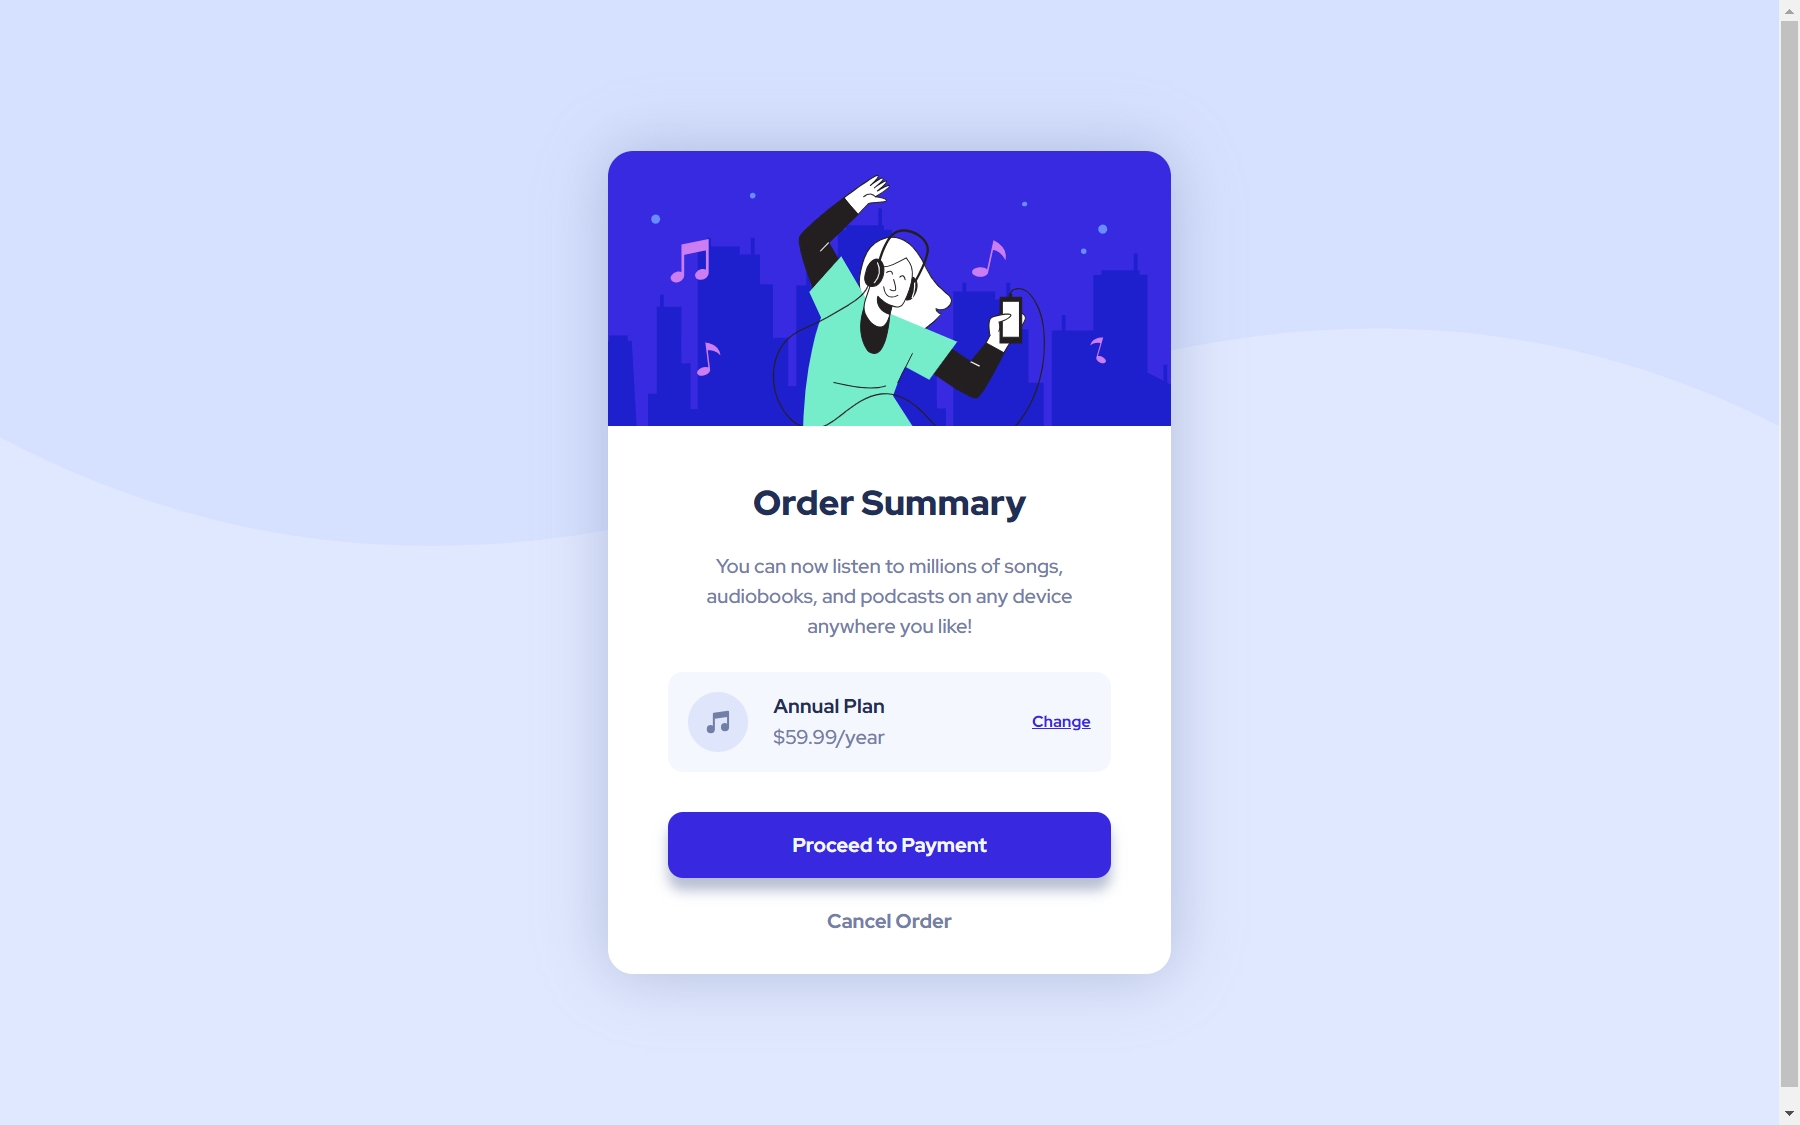 Order Summary
You can now listen to millions of songs,
audiobooks, and podcasts on any device
anywhere you like!
Annual Plan
$59.99/year
Change
Proceed to Payment
Cancel Order